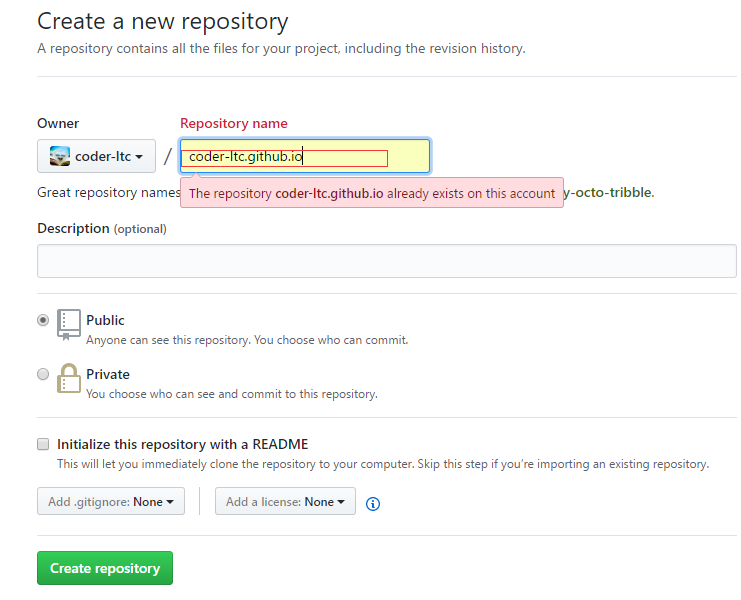 Create a new repository
A repository contains all the files for your project, including the revision history.
Owner
Repository name
coder-ltc
/
coder-ltc.github.io
Great repository names
y-octo-tribble.
The repository coder-ltc.github.io already exists on this account
Description (optional)
Public
Anyone can see this repository. You choose who can commit.
Private
You choose who can see and commit to this repository.
Initialize this repository with a README
This will let you immediately clone the repository to your computer. Skip this step if you’re importing an existing repository.
Add .gitignore: None
Add a license: None
Create repository